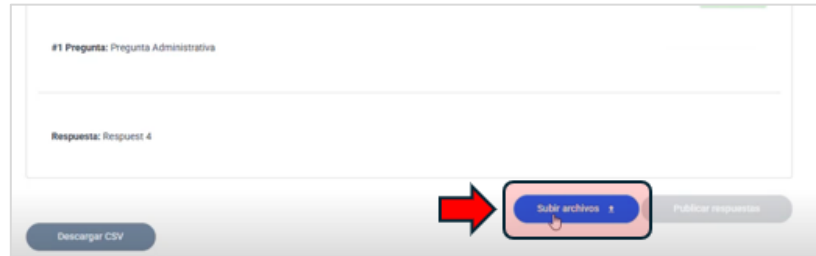 #1 Pregunta: Pregunta Administrativa
Respuesta: Respuest 4
Subir archivos
Publicar respuestas
Descargar CSV